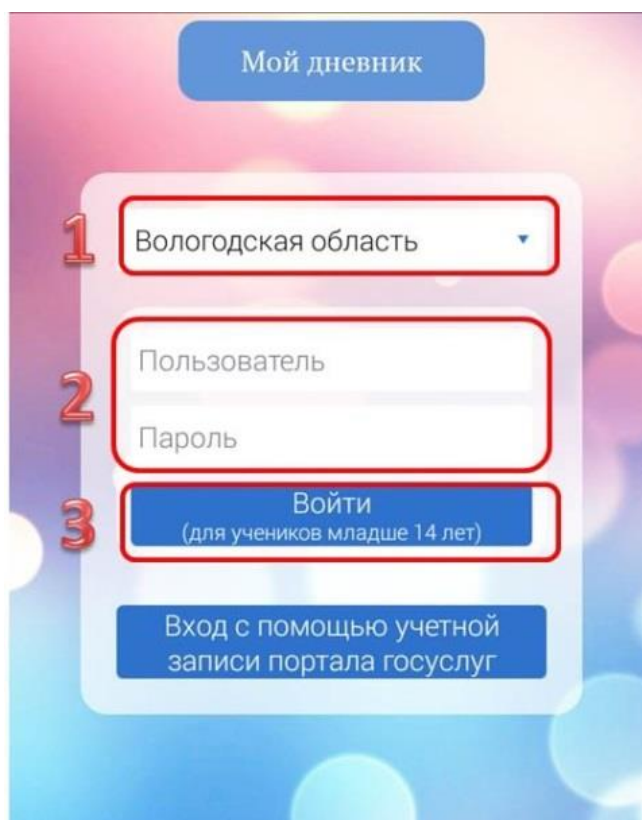 Мой дневник
1
Вологодская область
2
Пользователь
Пароль
3
Войти
(для учеников младше 14 лет)
Вход с помощью учетной
записи портала госуслуг